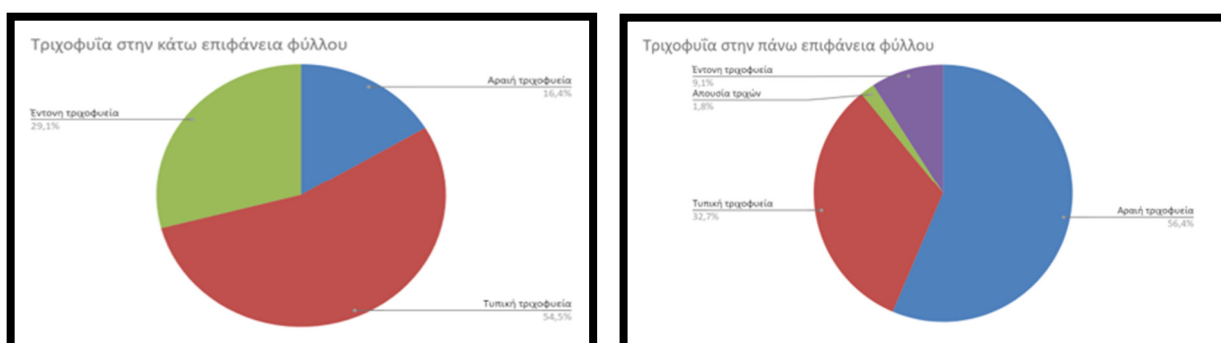 Τριχοφυΐα στην κάτω επιφάνεια φύλλου
Αραιή τριχοφυεία
16,4%
Έντονη τριχοφυεία
29,1%
Τυπική τριχοφυεία
54,5%
Τριχοφυΐα στην πάνω επιφάνεια φύλλου
Έντονη τριχοφυεία
9,1%
Απουσία τριχών
1,8%
Τυπική τριχοφυεία
32,7%
Αραιή τριχοφυεία
56,4%